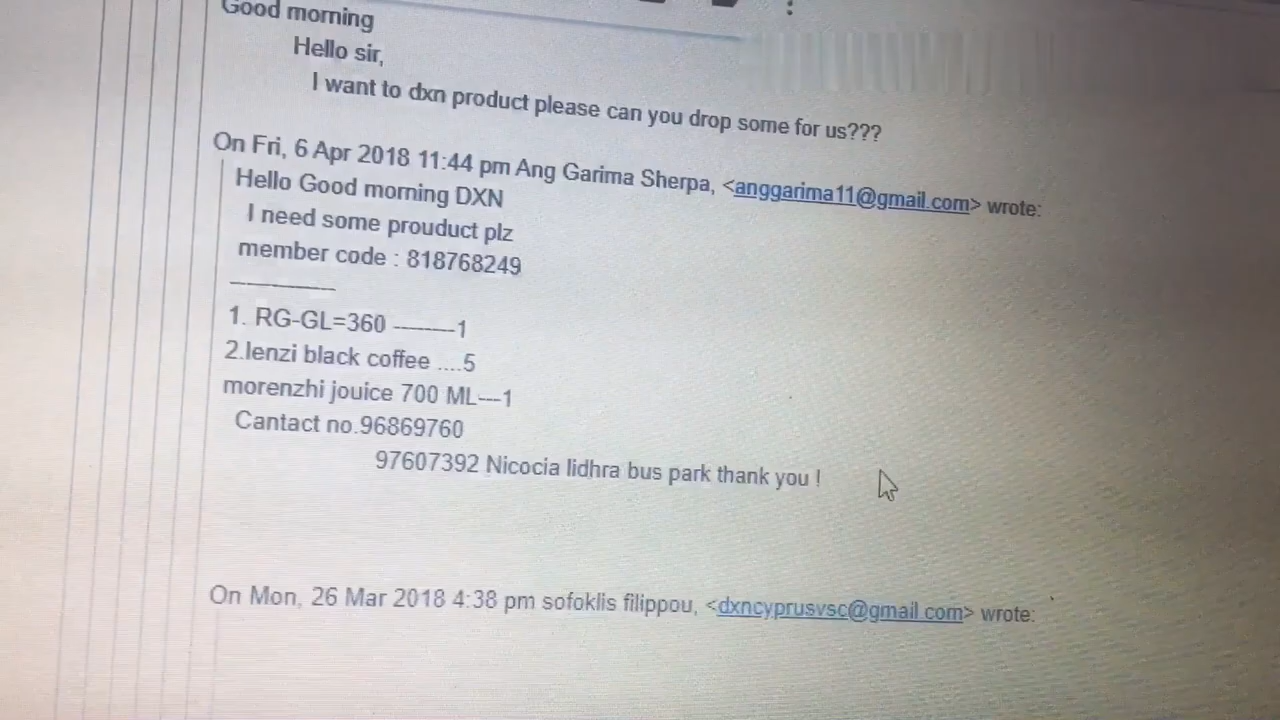 Good morning
Hello sir,
I want to dxn product please can you drop some for us???
On Fri, 6 Apr 2018 11:44 pm Ang Garima Sherpa, <anggarima11@gmail.com> wrote:
Hello Good morning DXN
I need some prouduct plz
member code : 818768249
---------------
1. RG-GL=360 ---------1
2.lenzi black coffee ....5
morenzhi jouice 700 ML---1
Cantact no.96869760
97607392 Nicocia lidhra bus park thank you !
On Mon, 26 Mar 2018 4:38 pm sofoklis filippou, <dxncyprusvsc@gmail.com> wrote: